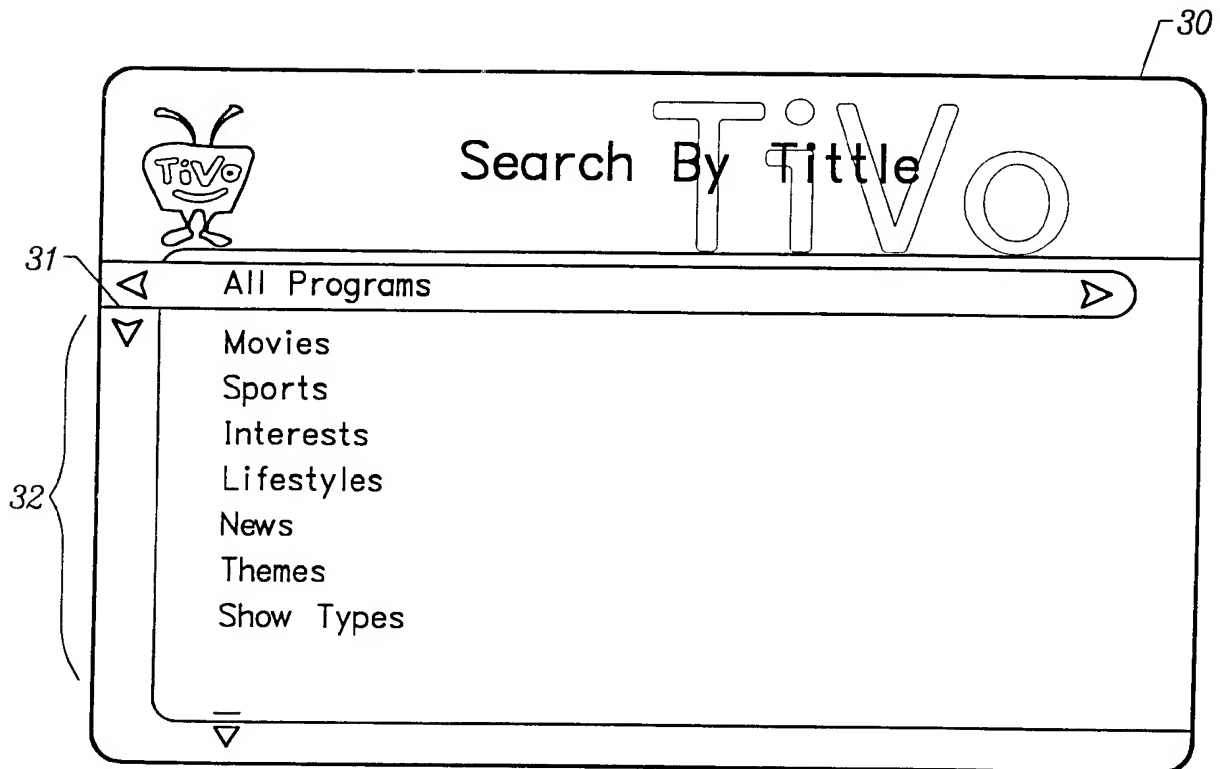 30
TiVo
TiVo
Search By Tittle
31
All Programs
Movies
Sports
Interests
Lifestyles
32
News
Themes
Show Types